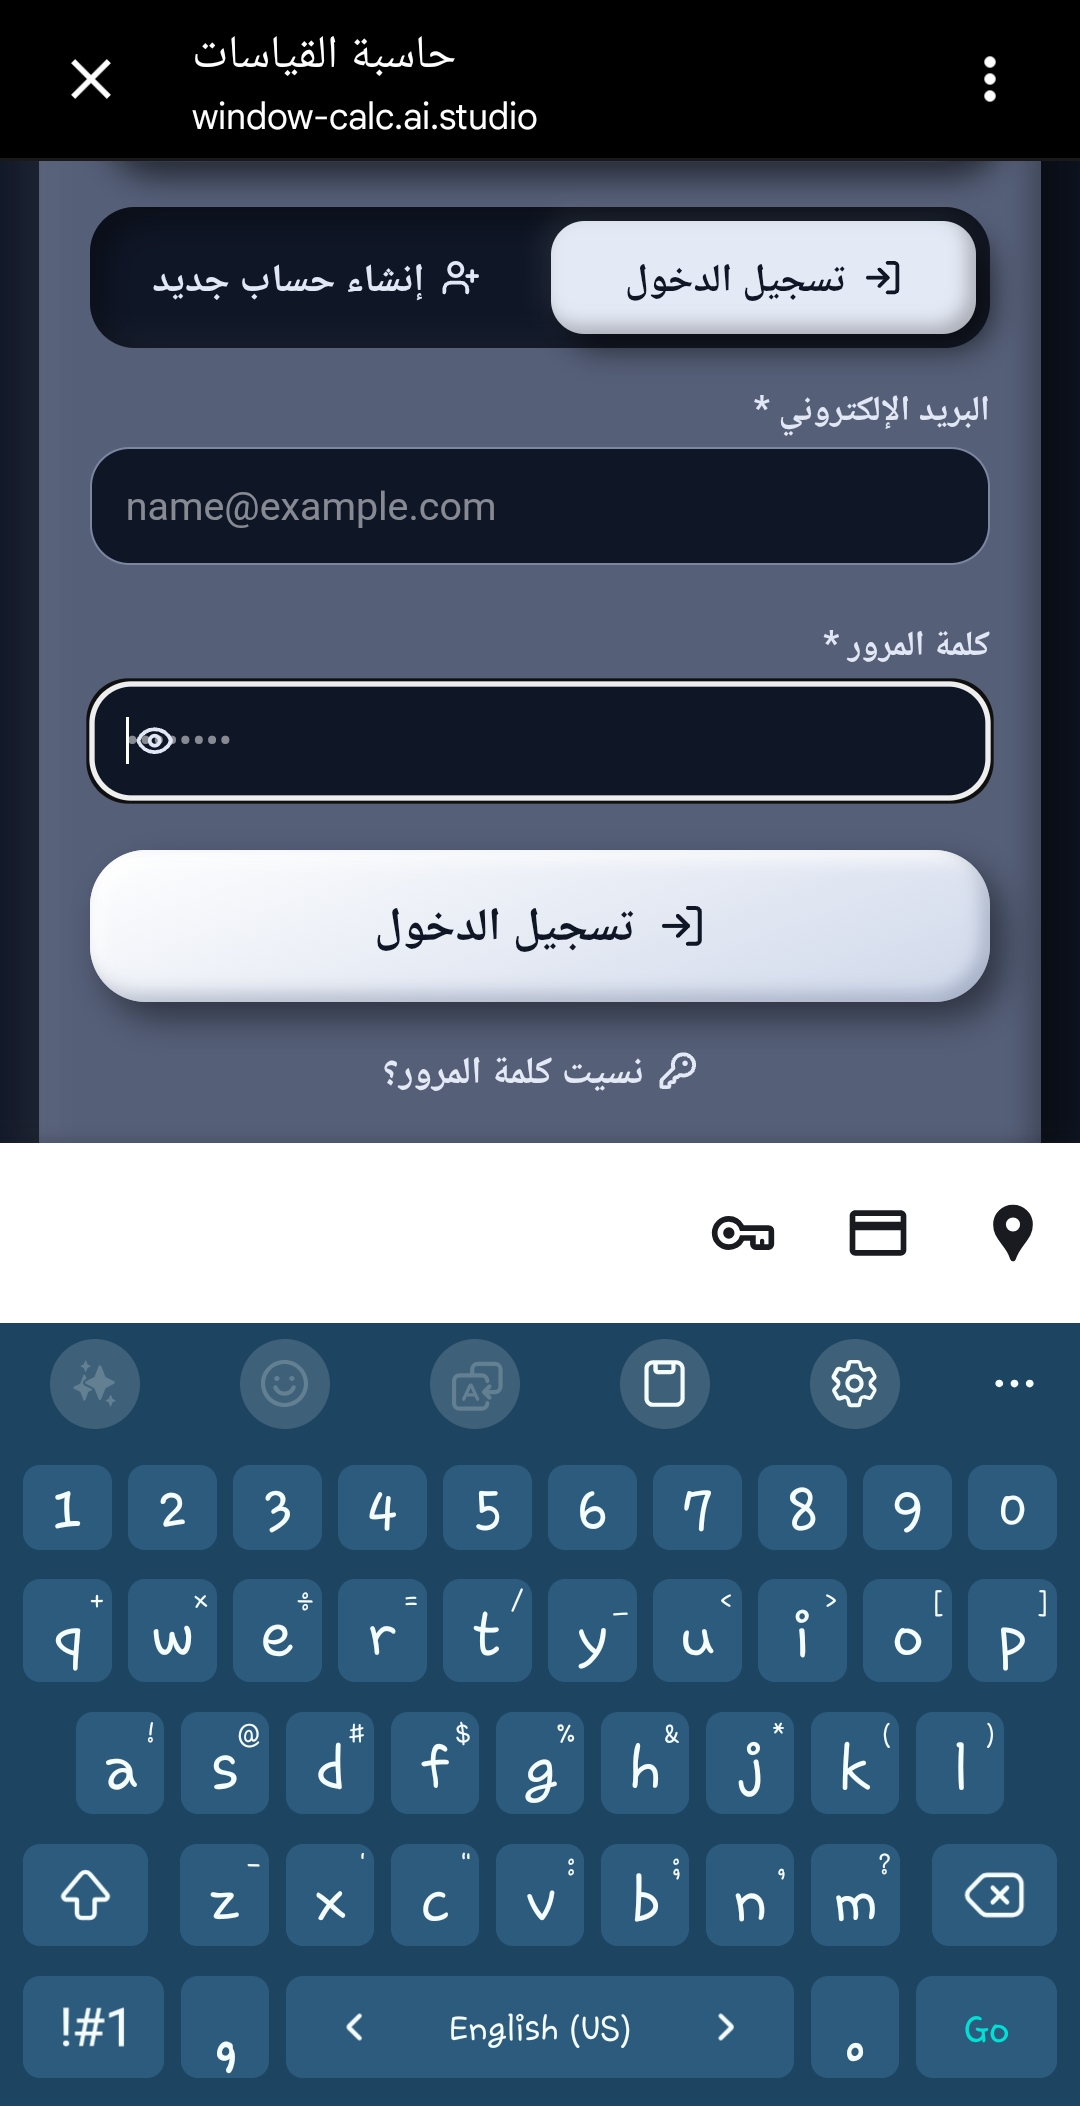 حاسبة القياسات
window-calc.ai.studio
تسجيل الدخول
إنشاء حساب جديد
البريد الإلكتروني *
name@example.com
كلمة المرور *
تسجيل الدخول
نسيت كلمة المرور؟
1 2 3 4 5 6 7 8 9 0
+ × ÷ = / _ < > [ ]
q w e r t y u i o p
! @ # $ % & * ( )
a s d f g h j k l
- ' " : ; , ?
z x c v b n m
!#1 , < English (US) > . Go